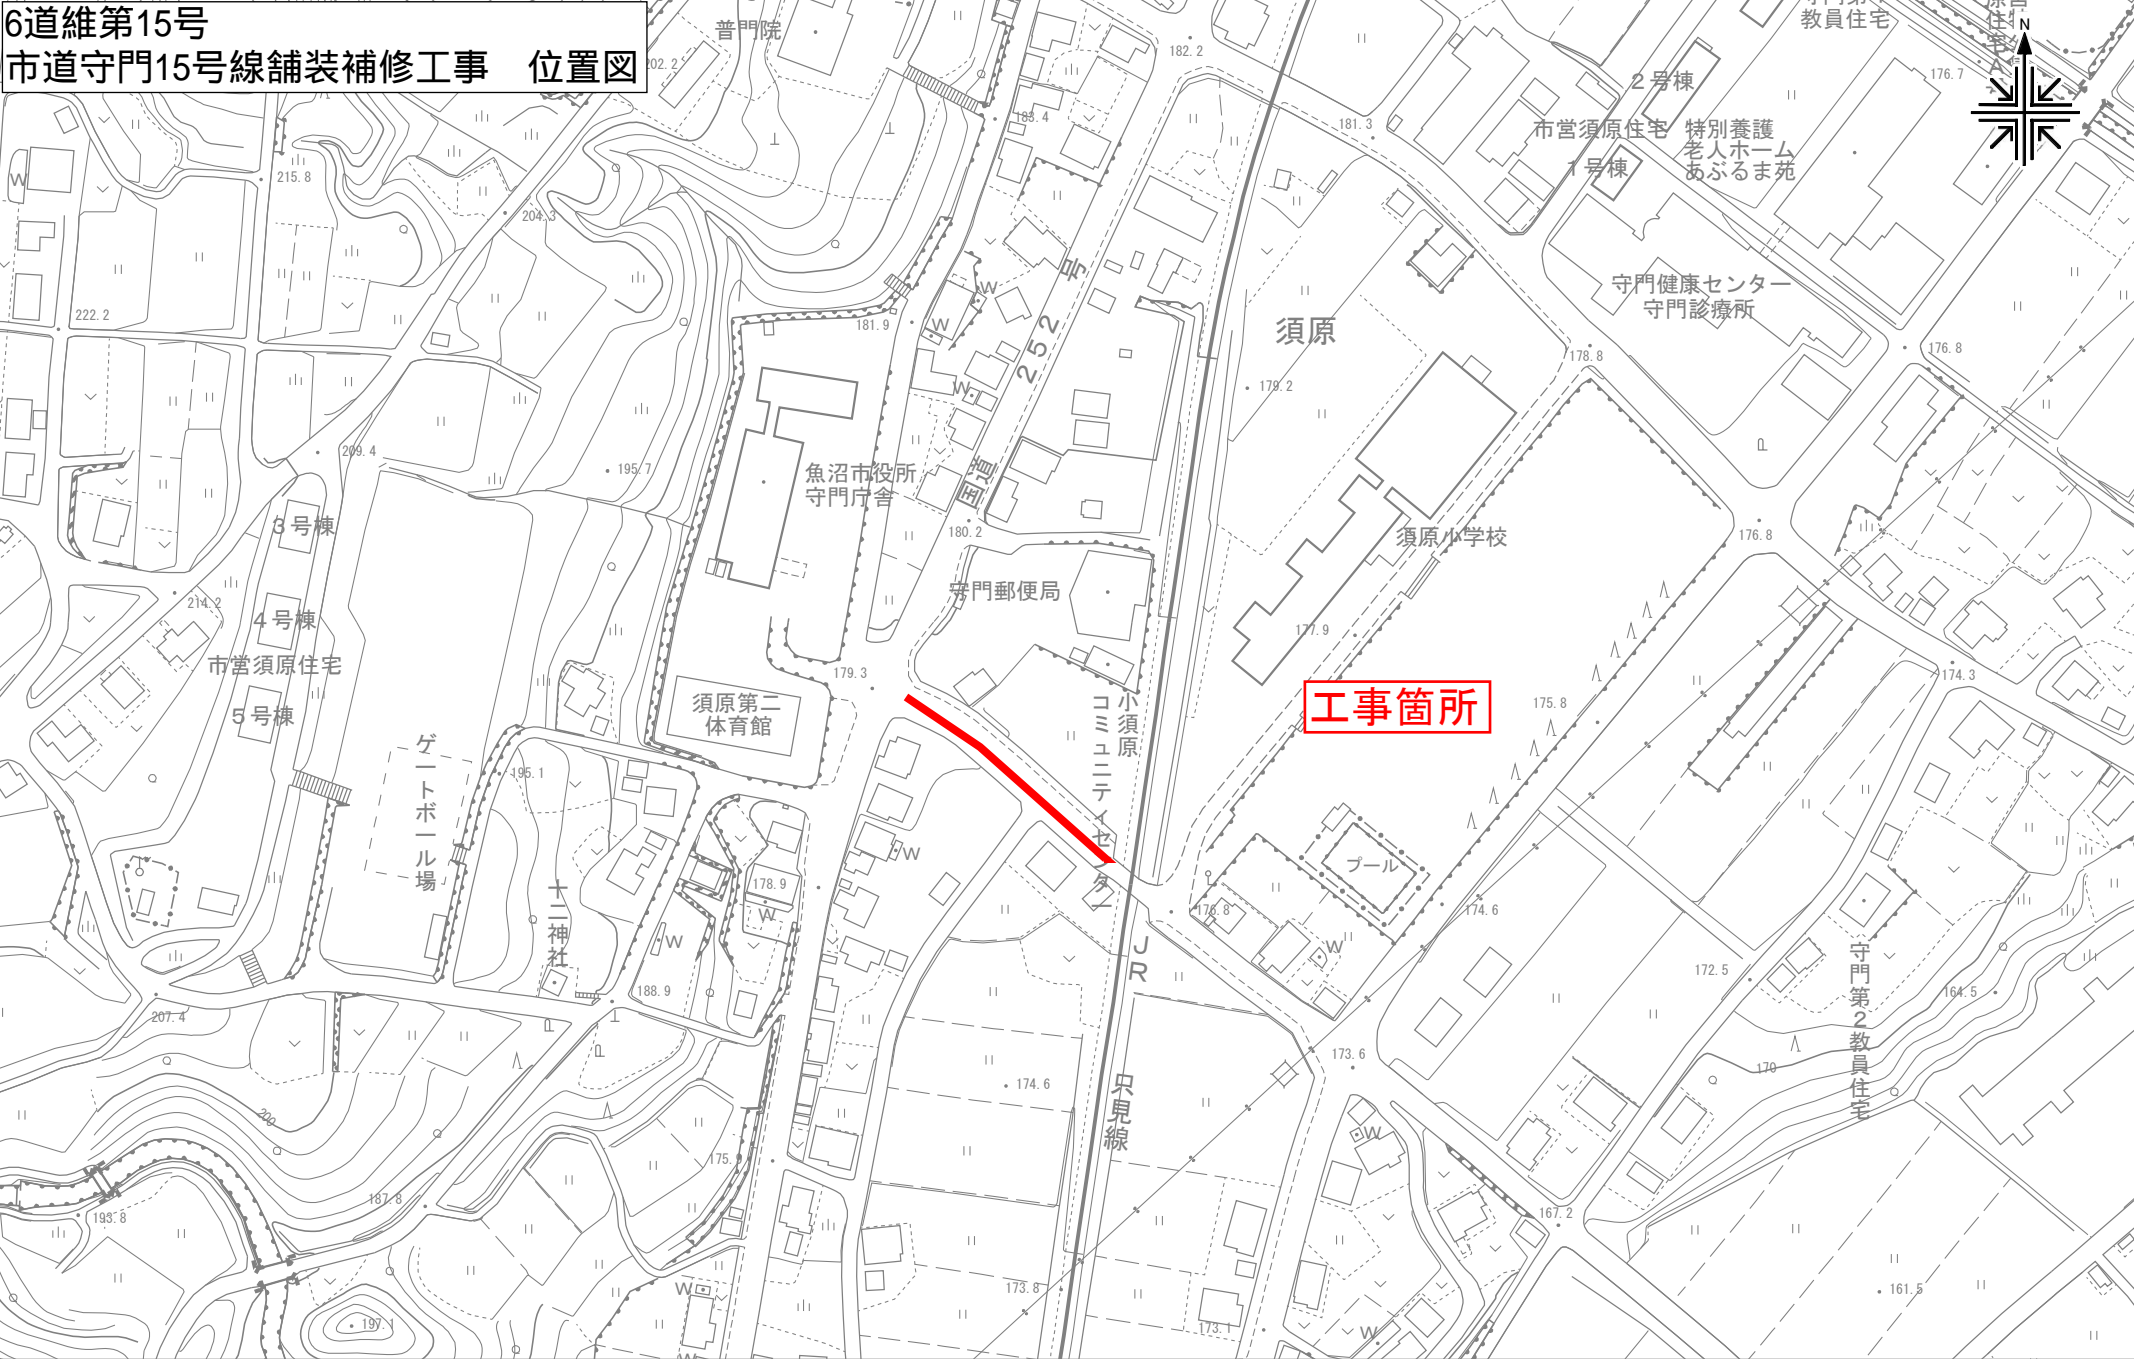 6道維第15号
市道守門15号線舗装補修工事　位置図
普門院
202.2
182.2
183.4
181.3
教員住宅
176.7
N
2号棟
市営須原住宅
1号棟
特別養護
老人ホーム
あぶるま苑
215.8
204.3
W
222.2
181.9
W
W
W
国道252号
須原
179.2
守門健康センター
守門診療所
178.8
176.8
209.4
195.7
魚沼市役所
守門庁舎
180.2
須原小学校
176.8
3号棟
214.2
4号棟
市営須原住宅
5号棟
守門郵便局
177.9
179.3
須原第二
体育館
小須原
コミュニティセンター
工事箇所
175.8
174.3
ゲートボール場
195.1
178.9
W
W
W
プール
176.8
174.6
W
十二神社
188.9
207.4
JR
只見線
172.5
164.5
守門第2教員住宅
170
173.6
174.6
200
187.8
193.8
175.9
W
167.2
197.1
W
173.8
173.1
W
161.5
W